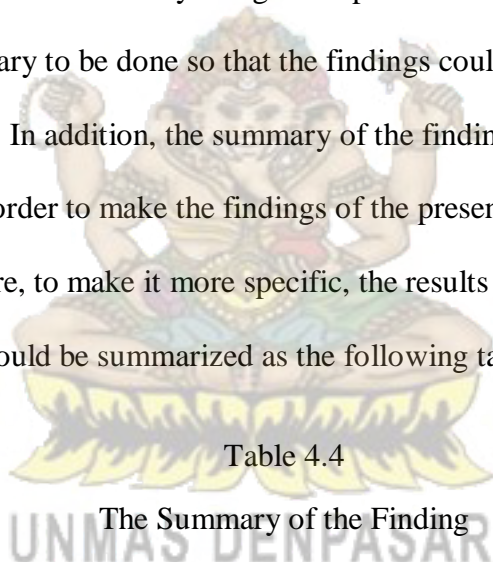 ary to be done so that the findings coul
In addition, the summary of the findin
order to make the findings of the presen
re, to make it more specific, the results
ould be summarized as the following ta
Table 4.4
The Summary of the Finding
UNMAS DENPASAR